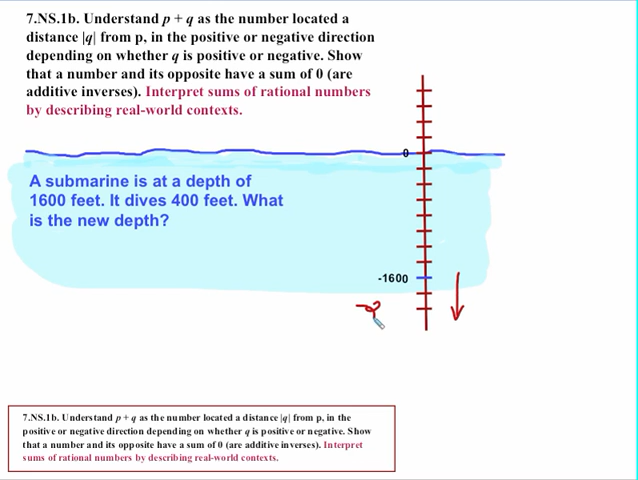 7.NS.1b. Understand p + q as the number located a
distance |q| from p, in the positive or negative direction
depending on whether q is positive or negative. Show
that a number and its opposite have a sum of 0 (are
additive inverses). Interpret sums of rational numbers
by describing real-world contexts.
0
A submarine is at a depth of
1600 feet. It dives 400 feet. What
is the new depth?
-1600
7.NS.1b. Understand p + q as the number located a distance |q| from p, in the
positive or negative direction depending on whether q is positive or negative. Show
that a number and its opposite have a sum of 0 (are additive inverses). Interpret
sums of rational numbers by describing real-world contexts.